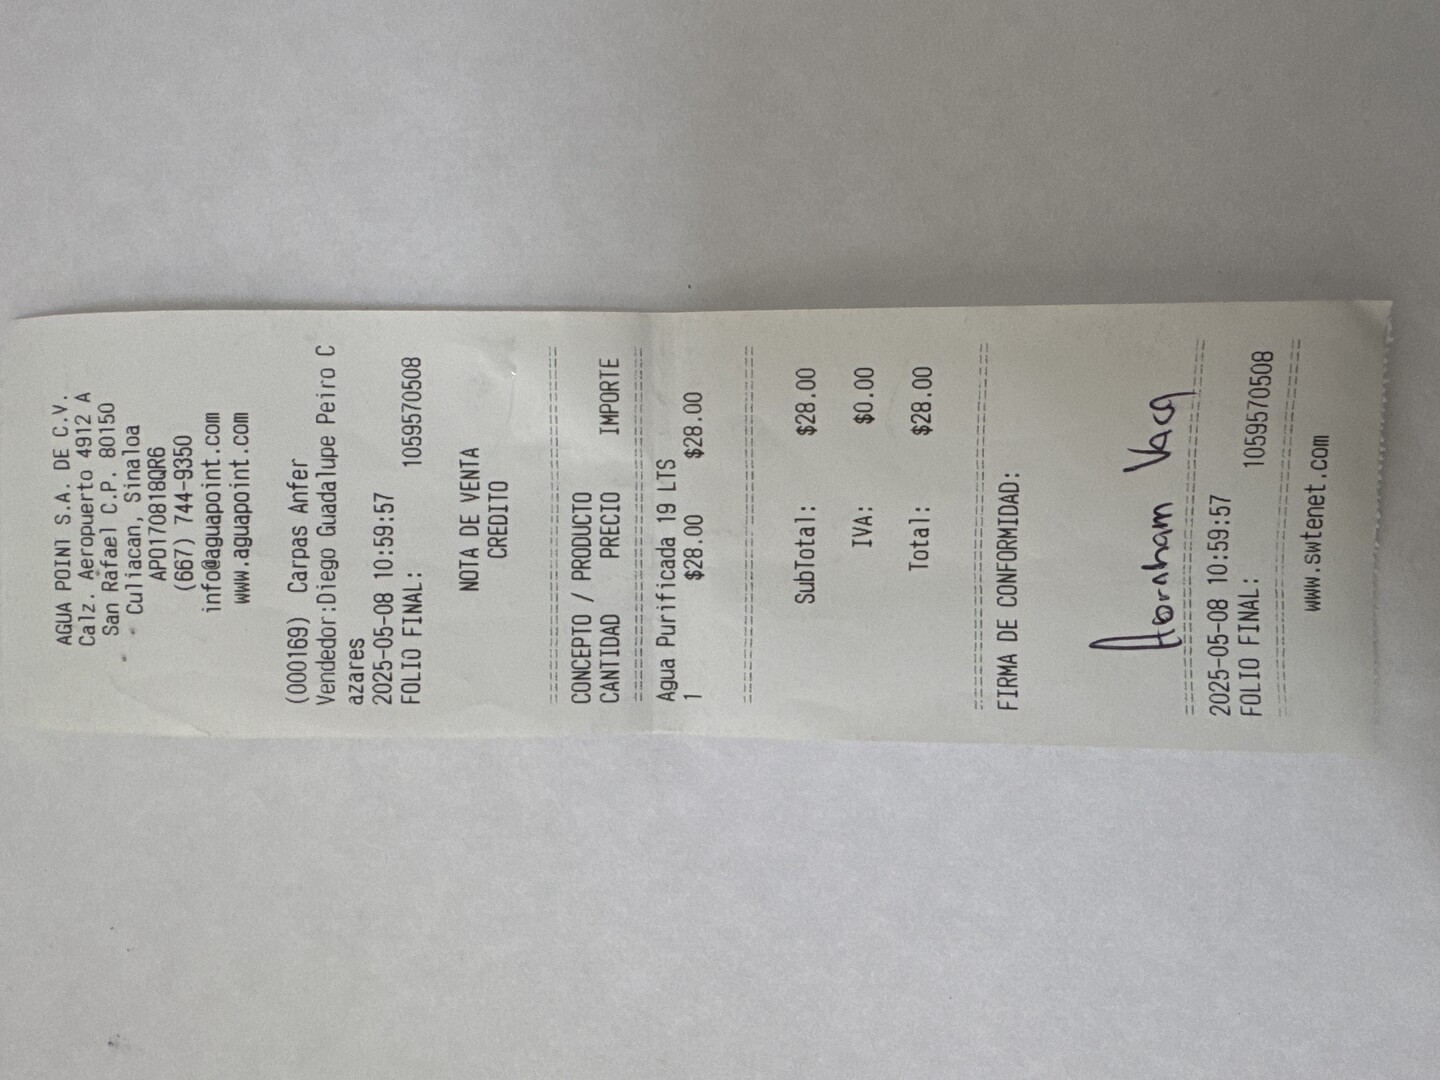 AGUA POINT S.A. DE C.V.
Calz. Aeropuerto 4912 A
San Rafael C.P. 80150
Culiacan, Sinaloa
APO170818QR6
(667) 744-9350
info@aguapoint.com
www.aguapoint.com
(000169) Carpas Anfer
Vendedor:Diego Guadalupe Peiro C
azares
2025-05-08 10:59:57
FOLIO FINAL: 1059570508
NOTA DE VENTA
CREDITO
================================
CONCEPTO / PRODUCTO
CANTIDAD PRECIO IMPORTE
================================
Agua Purificada 19 LTS
1 $28.00 $28.00
================================
SubTotal: $28.00
IVA: $0.00
Total: $28.00
================================
FIRMA DE CONFORMIDAD:
Abraham Vaca
================================
2025-05-08 10:59:57
FOLIO FINAL: 1059570508
================================
www.swtenet.com